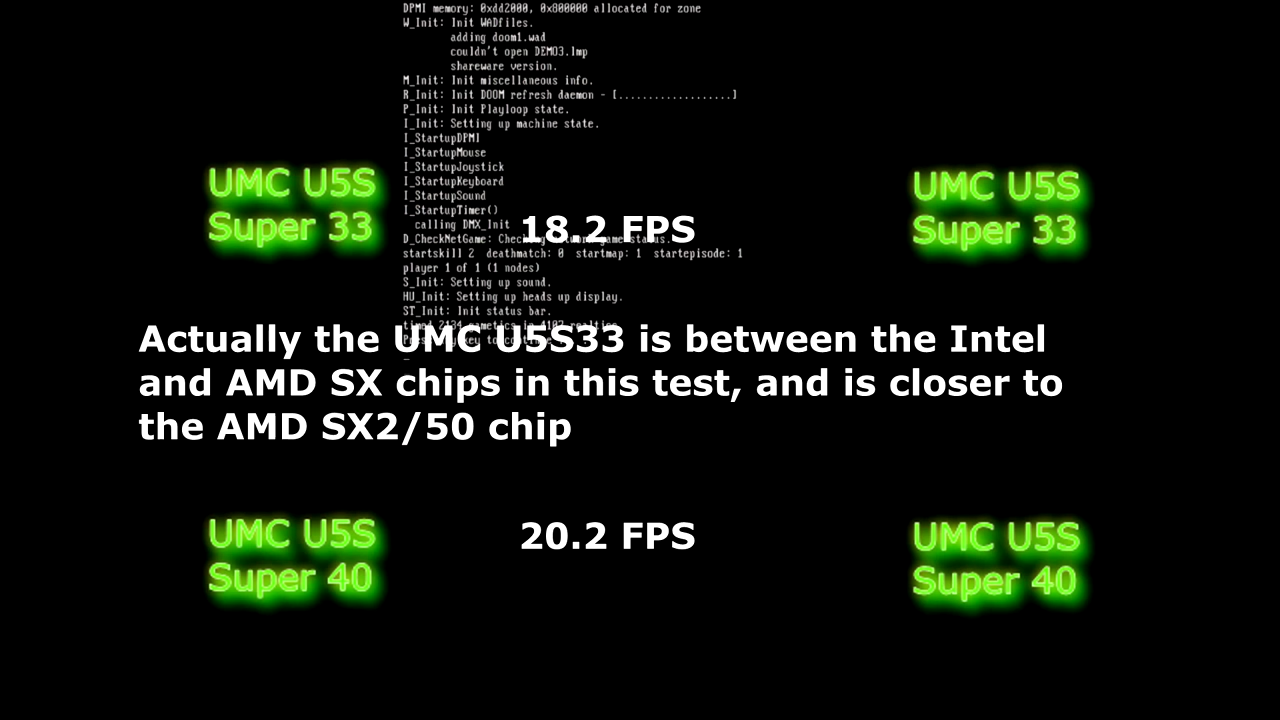 DPMI memory: 0xdd2000, 0x800000 allocated for zone
W_Init: Init WADfiles.
adding doom1.wad
couldn't open DEMO3.lmp
shareware version.
M_Init: Init miscellaneous info.
R_Init: Init DOOM refresh daemon - [...................]
P_Init: Init Playloop state.
I_Init: Setting up machine state.
I_StartupDPMI
I_StartupMouse
I_StartupJoystick
I_StartupKeyboard
I_StartupSound
I_StartupTimer()
calling DMX_Init
D_CheckNetGame: Checking network game status.
startskill 2 deathmatch: 0 startmap: 1 startepisode: 1
player 1 of 1 (1 nodes)
S_Init: Setting up sound.
HU_Init: Setting up heads up display.
ST_Init: Init status bar.
UMC U5S
Super 33
18.2 FPS
UMC U5S
Super 33
Actually the UMC U5S33 is between the Intel
and AMD SX chips in this test, and is closer to
the AMD SX2/50 chip
UMC U5S
Super 40
20.2 FPS
UMC U5S
Super 40